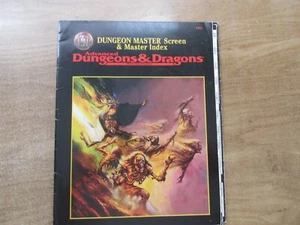 DUNGEON MASTER Screen
& Master Index
Advanced
Dungeons & Dragons